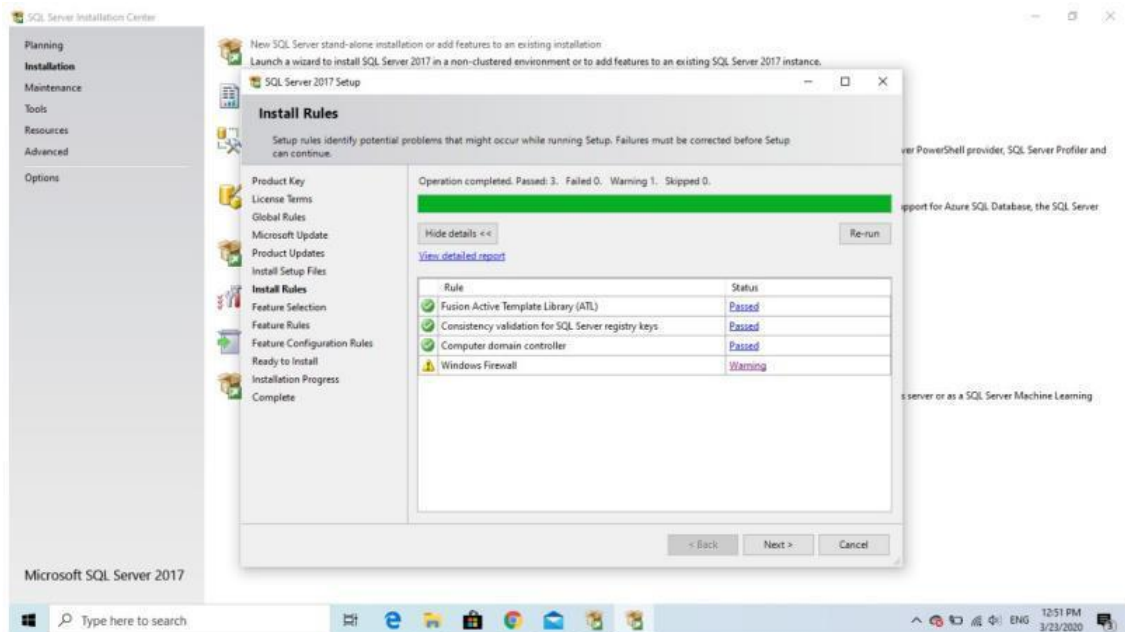 SQL Server Installation Center
Planning
Installation
Maintenance
Tools
Resources
Advanced
Options
Microsoft SQL Server 2017
New SQL Server stand-alone installation or add features to an existing installation
Launch a wizard to install SQL Server 2017 in a non-clustered environment or to add features to an existing SQL Server 2017 instance.
ver PowerShell provider, SQL Server Profiler and
pport for Azure SQL Database, the SQL Server
s server or as a SQL Server Machine Learning
SQL Server 2017 Setup
Install Rules
Setup rules identify potential problems that might occur while running Setup. Failures must be corrected before Setup
can continue.
Product Key
License Terms
Global Rules
Microsoft Update
Product Updates
Install Setup Files
Install Rules
Feature Selection
Feature Rules
Feature Configuration Rules
Ready to Install
Installation Progress
Complete
Operation completed. Passed: 3. Failed 0. Warning 1. Skipped 0.
Hide details <<
Re-run
View detailed report
Rule Status
Fusion Active Template Library (ATL) Passed
Consistency validation for SQL Server registry keys Passed
Computer domain controller Passed
Windows Firewall Warning
< Back Next > Cancel
Type here to search
ENG
12:51 PM
3/23/2020